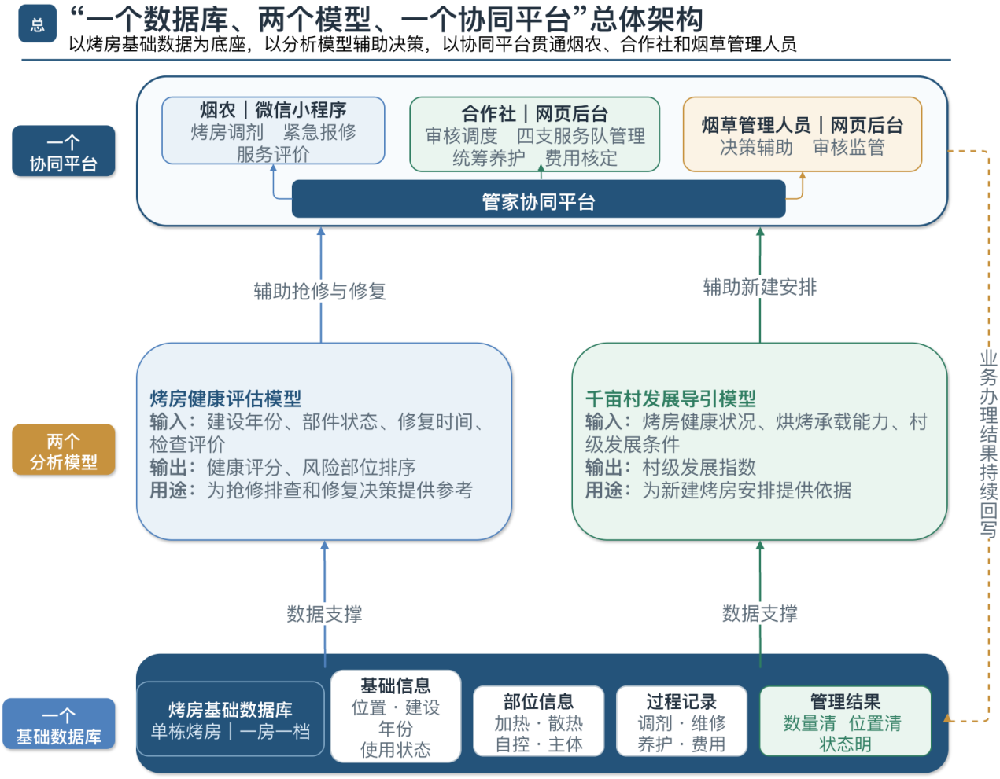 总
“一个数据库、两个模型、一个协同平台”总体架构
以烤房基础数据为底座，以分析模型辅助决策，以协同平台贯通烟农、合作社和烟草管理人员
一个
协同平台
烟农｜微信小程序
烤房调剂 紧急报修
服务评价
合作社｜网页后台
审核调度 四支服务队管理
统筹养护 费用核定
烟草管理人员｜网页后台
决策辅助 审核监管
管家协同平台
辅助抢修与修复
辅助新建安排
两个
分析模型
烤房健康评估模型
输入：建设年份、部件状态、修复时间、
检查评价
输出：健康评分、风险部位排序
用途：为抢修排查和修复决策提供参考
千亩村发展导引模型
输入：烤房健康状况、烘烤承载能力、村
级发展条件
输出：村级发展指数
用途：为新建烤房安排提供依据
业务办理结果持续回写
数据支撑
数据支撑
一个
基础数据库
烤房基础数据库
单栋烤房｜一房一档
基础信息
位置·建设
年份
使用状态
部位信息
加热·散热
自控·主体
过程记录
调剂·维修
养护·费用
管理结果
数量清 位置清
状态明